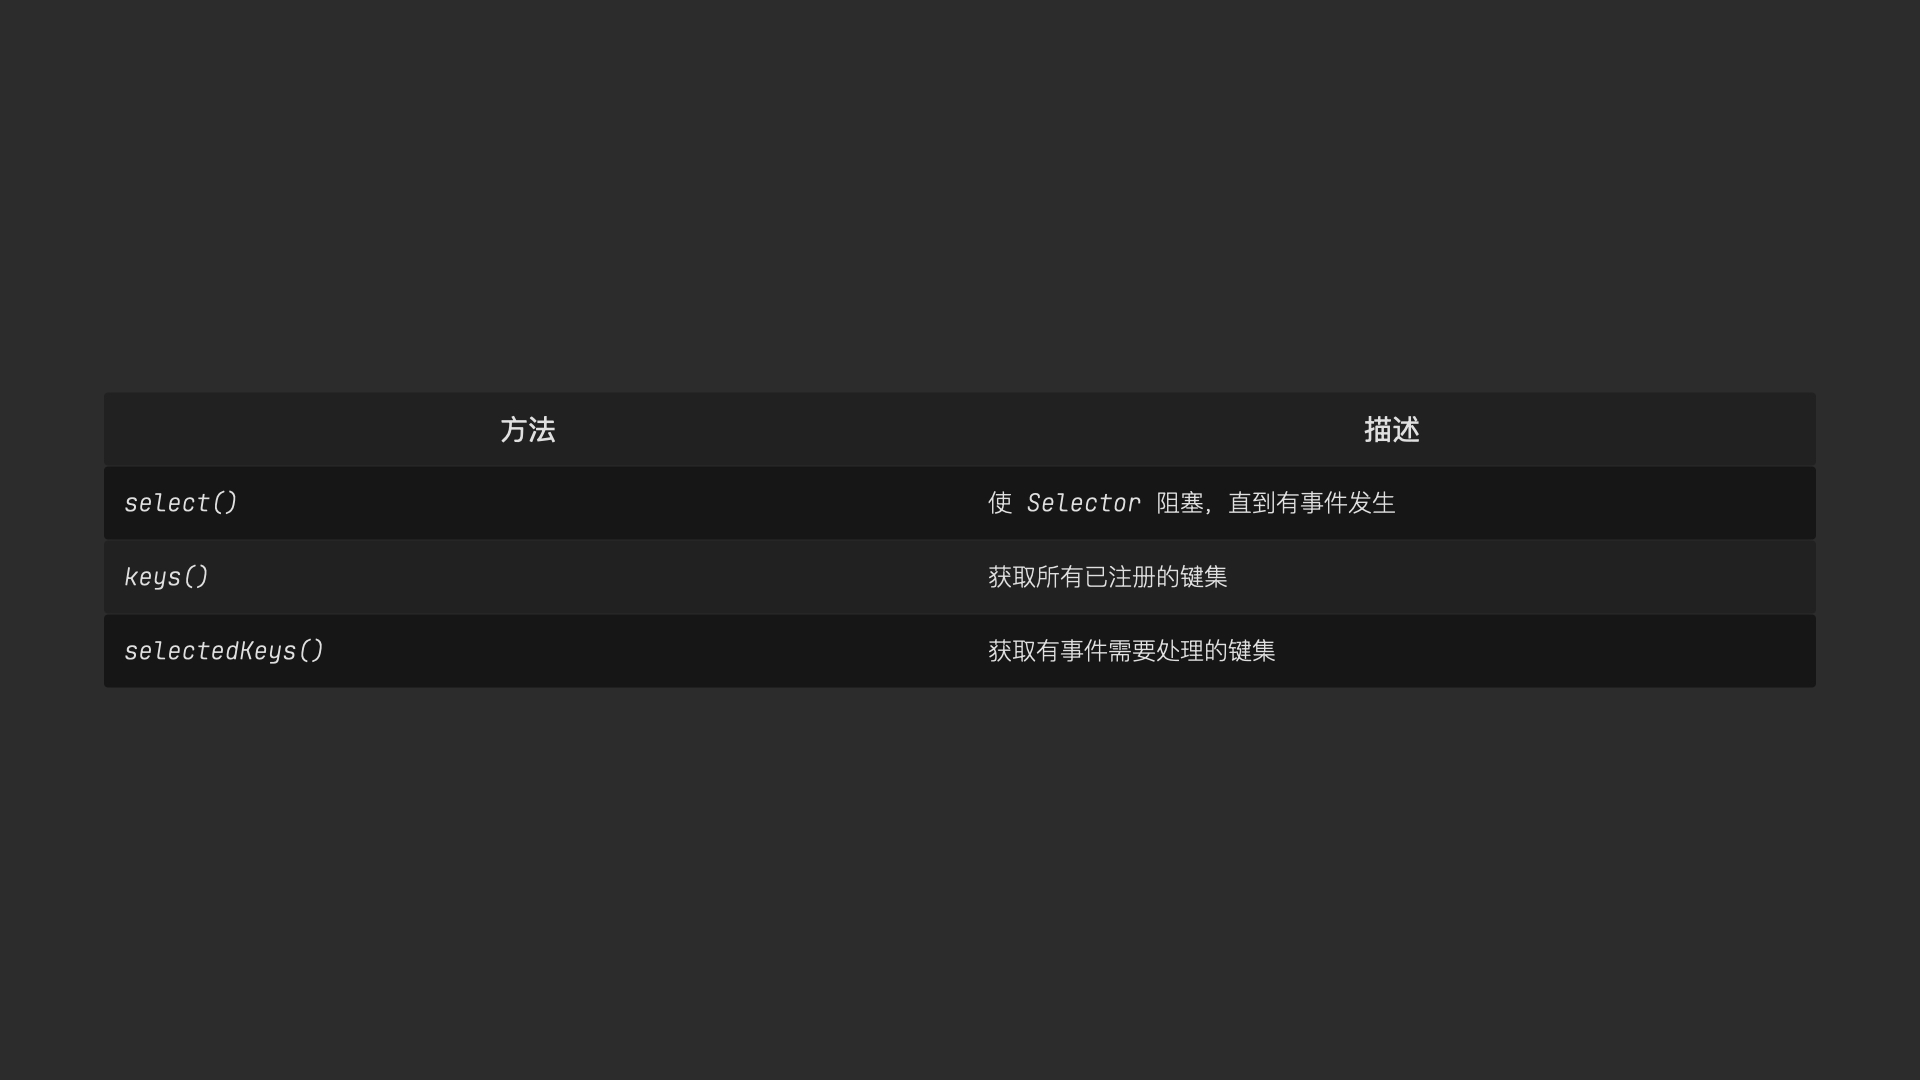 方法 描述
select() 使 Selector 阻塞，直到有事件发生
keys() 获取所有已注册的键集
selectedKeys() 获取有事件需要处理的键集